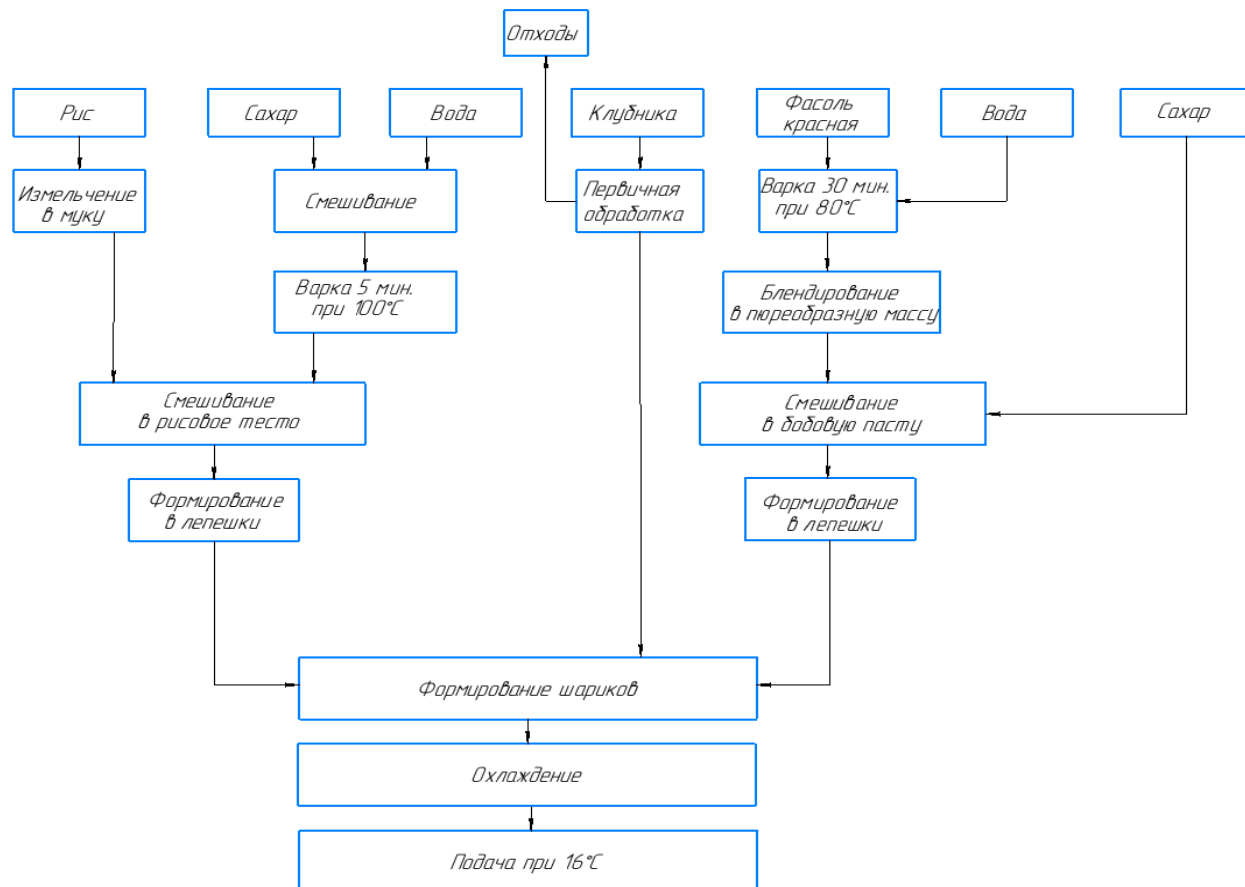 Отходы
Рис
Сахар
Вода
Клубника
Фасоль
красная
Вода
Сахар
Измельчение
в муку
Смешивание
Первичная
обработка
Варка 30 мин.
при 80°С
Варка 5 мин.
при 100°С
Блендирование
в пюреобразную массу
Смешивание
в рисовое тесто
Смешивание
в бобовую пасту
Формирование
в лепешки
Формирование
в лепешки
Формирование шариков
Охлаждение
Подача при 16°С